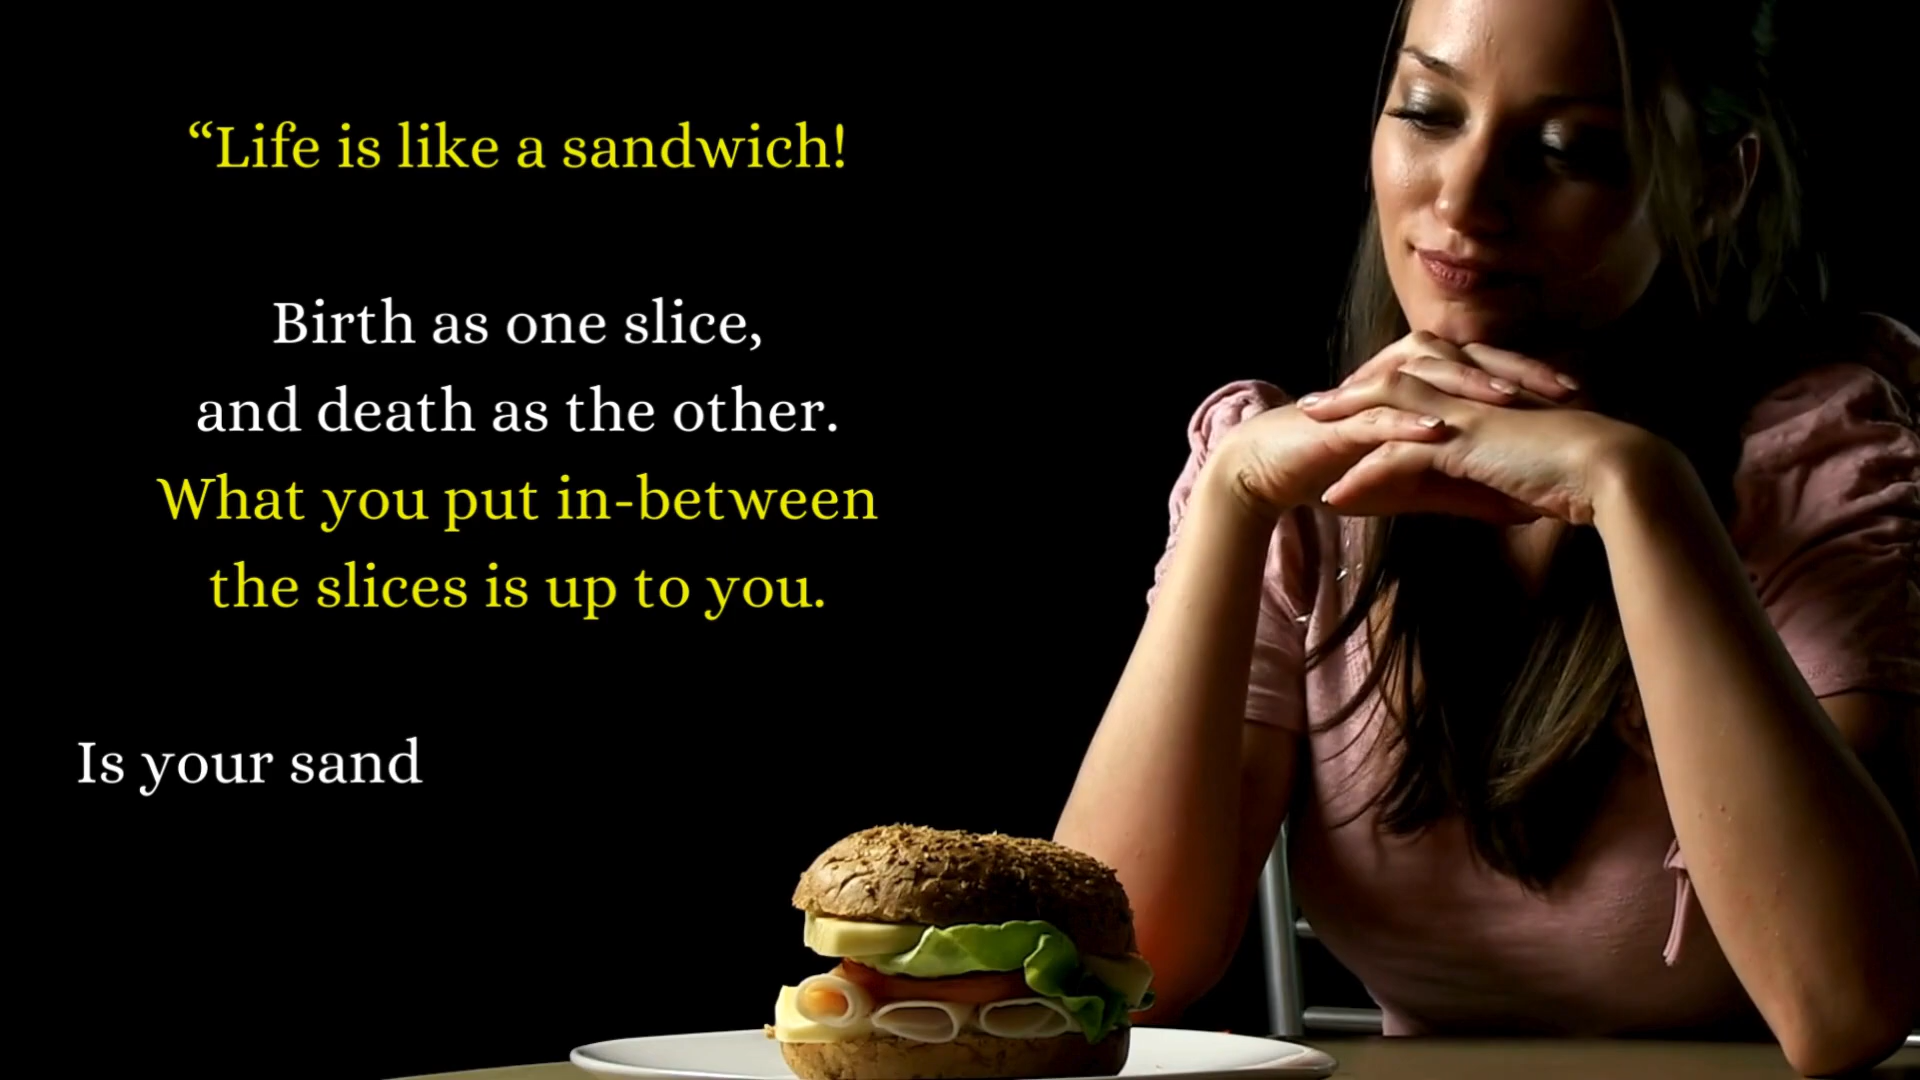 “Life is like a sandwich!
Birth as one slice,
and death as the other.
What you put in-between
the slices is up to you.
Is your sand